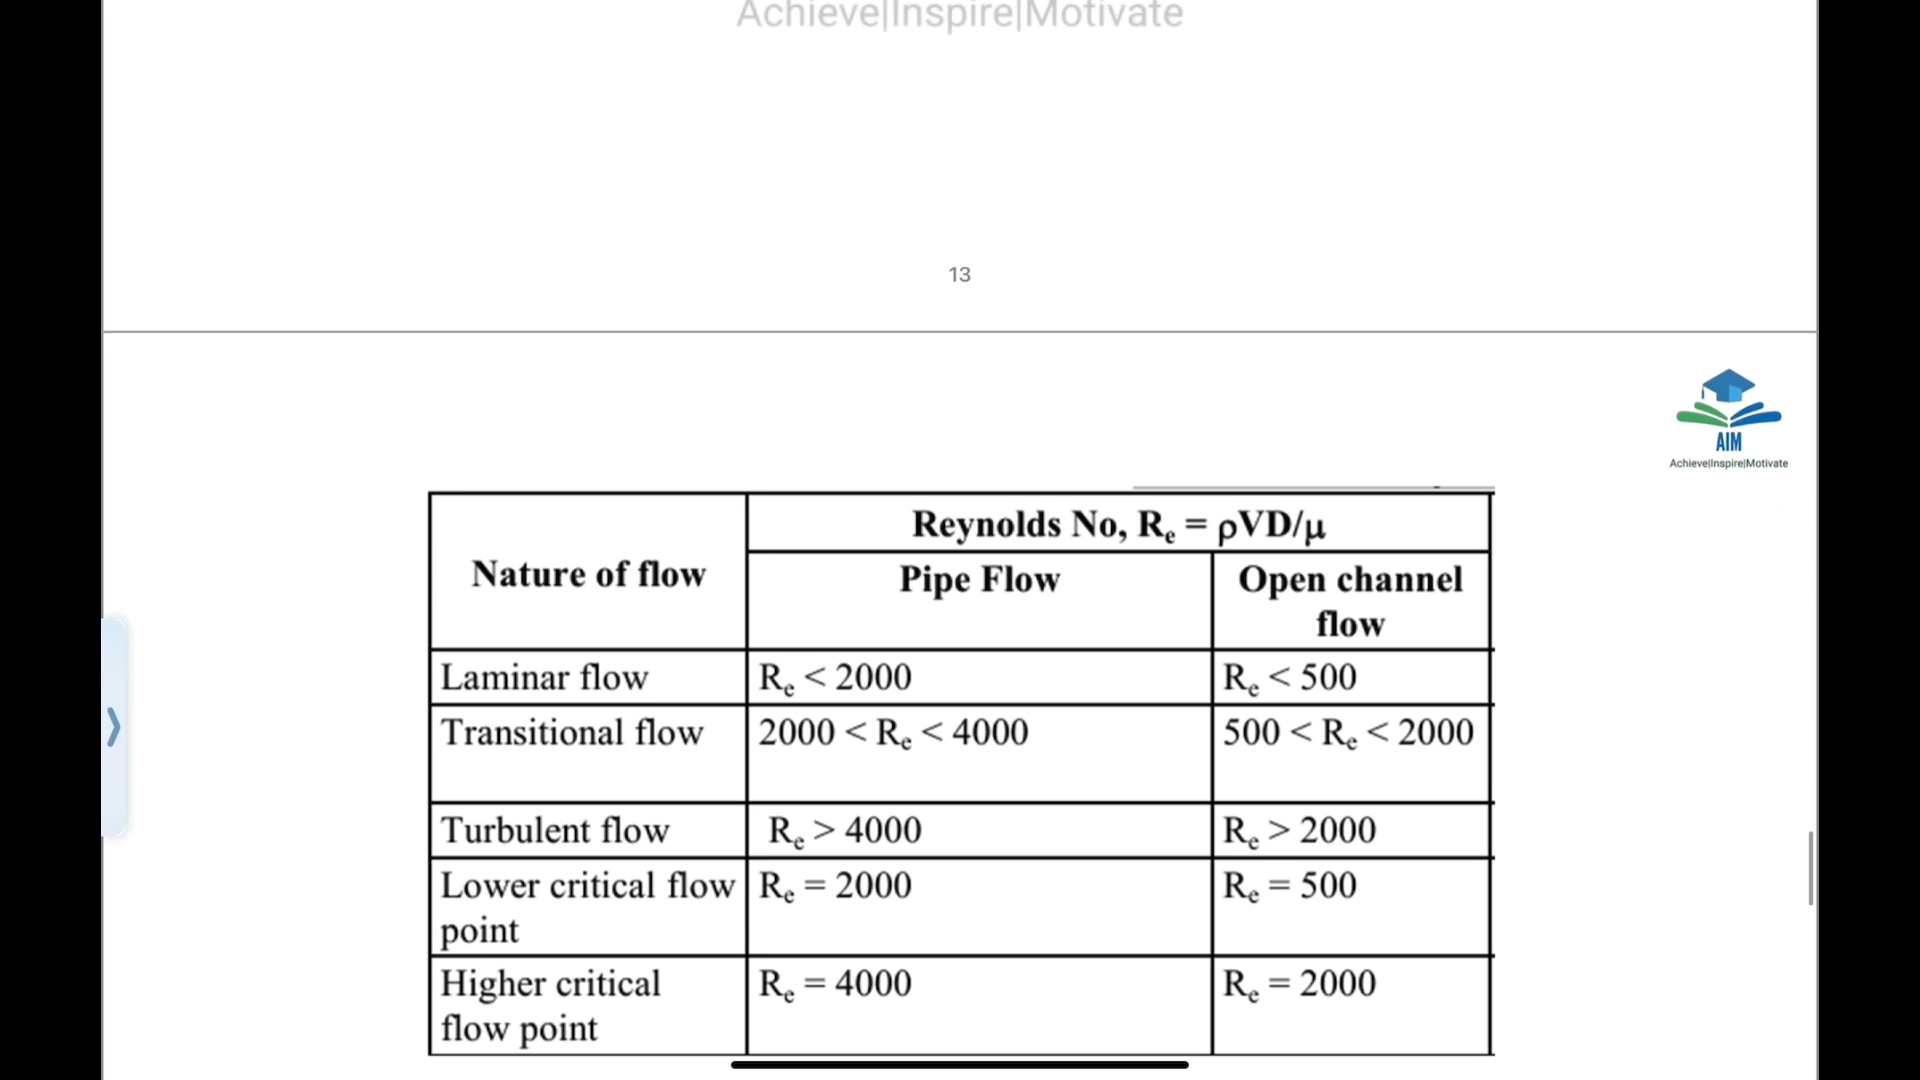 Achieve|Inspire|Motivate
13
AIM
Achieve|Inspire|Motivate
Nature of flow
Reynolds No, Rₑ = ρVD/μ
Pipe Flow
Open channel
flow
Laminar flow
Rₑ < 2000
Rₑ < 500
Transitional flow
2000 < Rₑ < 4000
500 < Rₑ < 2000
Turbulent flow
Rₑ > 4000
Rₑ > 2000
Lower critical flow
point
Rₑ = 2000
Rₑ = 500
Higher critical
flow point
Rₑ = 4000
Rₑ = 2000